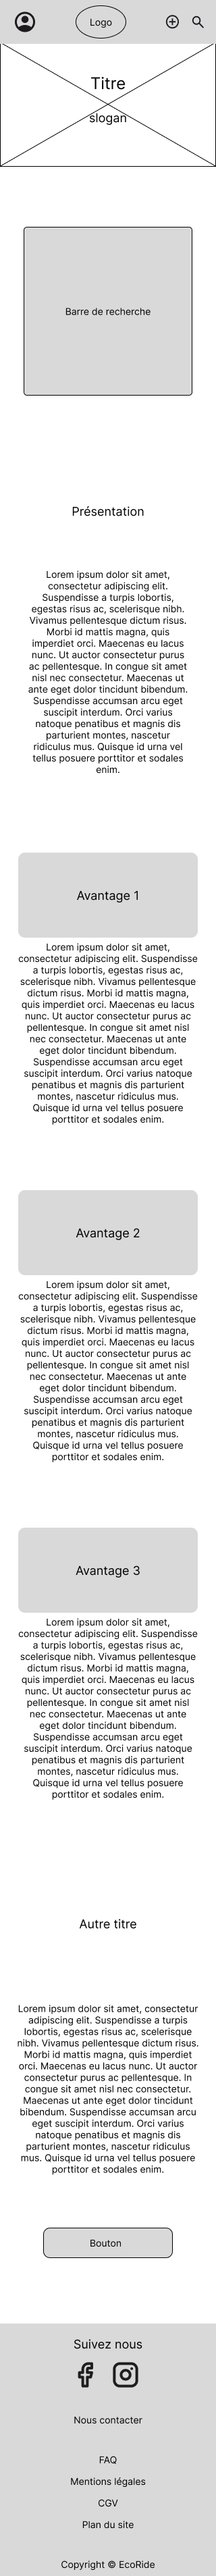 Logo
Titre
slogan
Barre de recherche
Présentation
Lorem ipsum dolor sit amet,
consectetur adipiscing elit.
Suspendisse a turpis lobortis,
egestas risus ac, scelerisque nibh.
Vivamus pellentesque dictum risus.
Morbi id mattis magna, quis
imperdiet orci. Maecenas eu lacus
nunc. Ut auctor consectetur purus
ac pellentesque. In congue sit amet
nisl nec consectetur. Maecenas ut
ante eget dolor tincidunt bibendum.
Suspendisse accumsan arcu eget
suscipit interdum. Orci varius
natoque penatibus et magnis dis
parturient montes, nascetur
ridiculus mus. Quisque id urna vel
tellus posuere porttitor et sodales
enim.
Avantage 1
Lorem ipsum dolor sit amet,
consectetur adipiscing elit. Suspendisse
a turpis lobortis, egestas risus ac,
scelerisque nibh. Vivamus pellentesque
dictum risus. Morbi id mattis magna,
quis imperdiet orci. Maecenas eu lacus
nunc. Ut auctor consectetur purus ac
pellentesque. In congue sit amet nisl
nec consectetur. Maecenas ut ante
eget dolor tincidunt bibendum.
Suspendisse accumsan arcu eget
suscipit interdum. Orci varius natoque
penatibus et magnis dis parturient
montes, nascetur ridiculus mus.
Quisque id urna vel tellus posuere
porttitor et sodales enim.
Avantage 2
Lorem ipsum dolor sit amet,
consectetur adipiscing elit. Suspendisse
a turpis lobortis, egestas risus ac,
scelerisque nibh. Vivamus pellentesque
dictum risus. Morbi id mattis magna,
quis imperdiet orci. Maecenas eu lacus
nunc. Ut auctor consectetur purus ac
pellentesque. In congue sit amet nisl
nec consectetur. Maecenas ut ante
eget dolor tincidunt bibendum.
Suspendisse accumsan arcu eget
suscipit interdum. Orci varius natoque
penatibus et magnis dis parturient
montes, nascetur ridiculus mus.
Quisque id urna vel tellus posuere
porttitor et sodales enim.
Avantage 3
Lorem ipsum dolor sit amet,
consectetur adipiscing elit. Suspendisse
a turpis lobortis, egestas risus ac,
scelerisque nibh. Vivamus pellentesque
dictum risus. Morbi id mattis magna,
quis imperdiet orci. Maecenas eu lacus
nunc. Ut auctor consectetur purus ac
pellentesque. In congue sit amet nisl
nec consectetur. Maecenas ut ante
eget dolor tincidunt bibendum.
Suspendisse accumsan arcu eget
suscipit interdum. Orci varius natoque
penatibus et magnis dis parturient
montes, nascetur ridiculus mus.
Quisque id urna vel tellus posuere
porttitor et sodales enim.
Autre titre
Lorem ipsum dolor sit amet, consectetur
adipiscing elit. Suspendisse a turpis
lobortis, egestas risus ac, scelerisque
nibh. Vivamus pellentesque dictum risus.
Morbi id mattis magna, quis imperdiet
orci. Maecenas eu lacus nunc. Ut auctor
consectetur purus ac pellentesque. In
congue sit amet nisl nec consectetur.
Maecenas ut ante eget dolor tincidunt
bibendum. Suspendisse accumsan arcu
eget suscipit interdum. Orci varius
natoque penatibus et magnis dis
parturient montes, nascetur ridiculus
mus. Quisque id urna vel tellus posuere
porttitor et sodales enim.
Bouton
Suivez nous
Nous contacter
FAQ
Mentions légales
CGV
Plan du site
Copyright © EcoRide